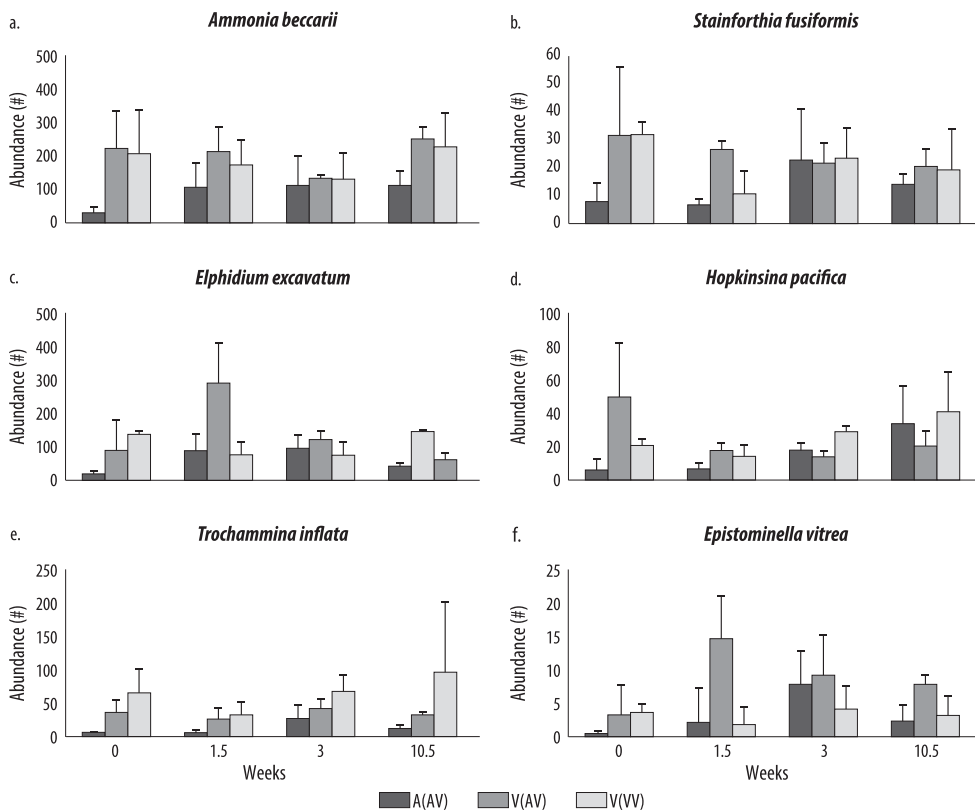 a.
Ammonia beccarii
Abundance (#)
500
400
300
200
100
0
b.
Stainforthia fusiformis
Abundance (#)
60
50
40
30
20
10
0
c.
Elphidium excavatum
Abundance (#)
500
400
300
200
100
0
d.
Hopkinsina pacifica
Abundance (#)
100
80
60
40
20
0
e.
Trochammina inflata
Abundance (#)
250
200
150
100
50
0
0 1.5 3 10.5
Weeks
f.
Epistominella vitrea
Abundance (#)
25
20
15
10
5
0
0 1.5 3 10.5
Weeks
A(AV) V(AV) V(VV)